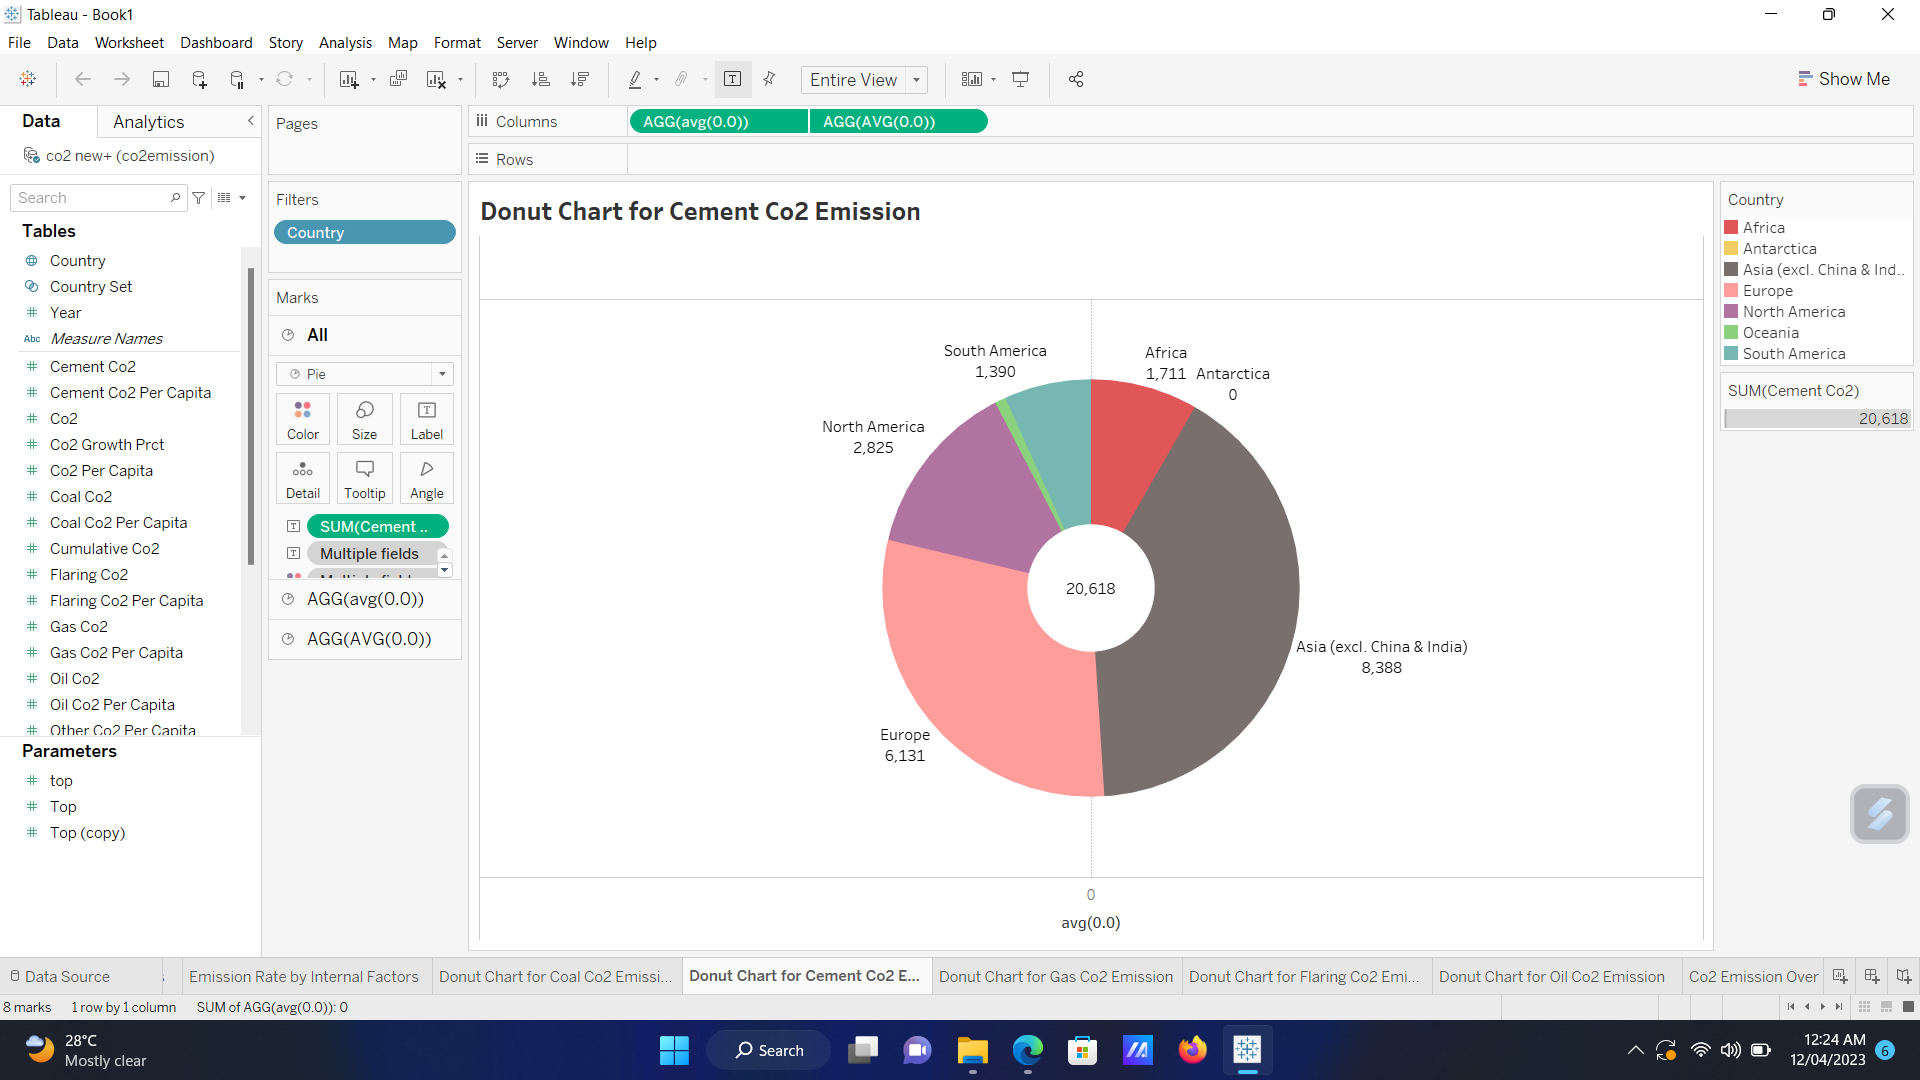 Tableau - Book1
File Data Worksheet Dashboard Story Analysis Map Format Server Window Help
Entire View
Show Me
Data Analytics
co2 new+ (co2emission)
Search
Tables
Country
Country Set
Year
Abc Measure Names
Cement Co2
Cement Co2 Per Capita
Co2
Co2 Growth Prct
Co2 Per Capita
Coal Co2
Coal Co2 Per Capita
Cumulative Co2
Flaring Co2
Flaring Co2 Per Capita
Gas Co2
Gas Co2 Per Capita
Oil Co2
Oil Co2 Per Capita
Other Co2 Per Capita
Parameters
top
Top
Top (copy)
Pages
Filters
Country
Marks
All
Pie
Color Size Label
Detail Tooltip Angle
SUM(Cement ..
Multiple fields
AGG(avg(0.0))
AGG(AVG(0.0))
Columns AGG(avg(0.0)) AGG(AVG(0.0))
Rows
Donut Chart for Cement Co2 Emission
South America
1,390
Africa
1,711
Antarctica
0
North America
2,825
20,618
Asia (excl. China & India)
8,388
Europe
6,131
0
avg(0.0)
Country
Africa
Antarctica
Asia (excl. China & Ind..
Europe
North America
Oceania
South America
SUM(Cement Co2)
20,618
Data Source Emission Rate by Internal Factors Donut Chart for Coal Co2 Emissi... Donut Chart for Cement Co2 E... Donut Chart for Gas Co2 Emission Donut Chart for Flaring Co2 Emi... Donut Chart for Oil Co2 Emission Co2 Emission Over
8 marks 1 row by 1 column SUM of AGG(avg(0.0)): 0
28°C
Mostly clear
Search
12:24 AM
12/04/2023
6